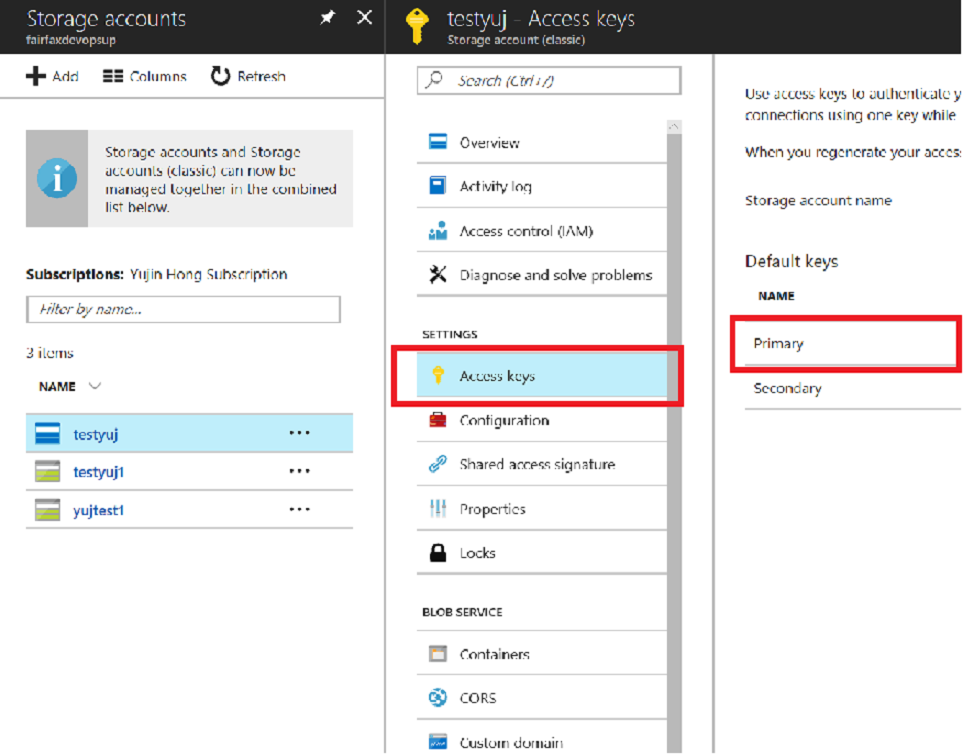 Storage accounts
fairfaxdevopsup
Add
Columns
Refresh
Storage accounts and Storage
accounts (classic) can now be
managed together in the combined
list below.
Subscriptions: Yujin Hong Subscription
Filter by name...
3 items
NAME
testyuj
testyuj1
yujtest1
testyuj - Access keys
Storage account (classic)
Search (Ctrl+/)
Overview
Activity log
Access control (IAM)
Diagnose and solve problems
SETTINGS
Access keys
Configuration
Shared access signature
Properties
Locks
BLOB SERVICE
Containers
CORS
Custom domain
Use access keys to authenticate y
connections using one key while
When you regenerate your acces
Storage account name
Default keys
NAME
Primary
Secondary